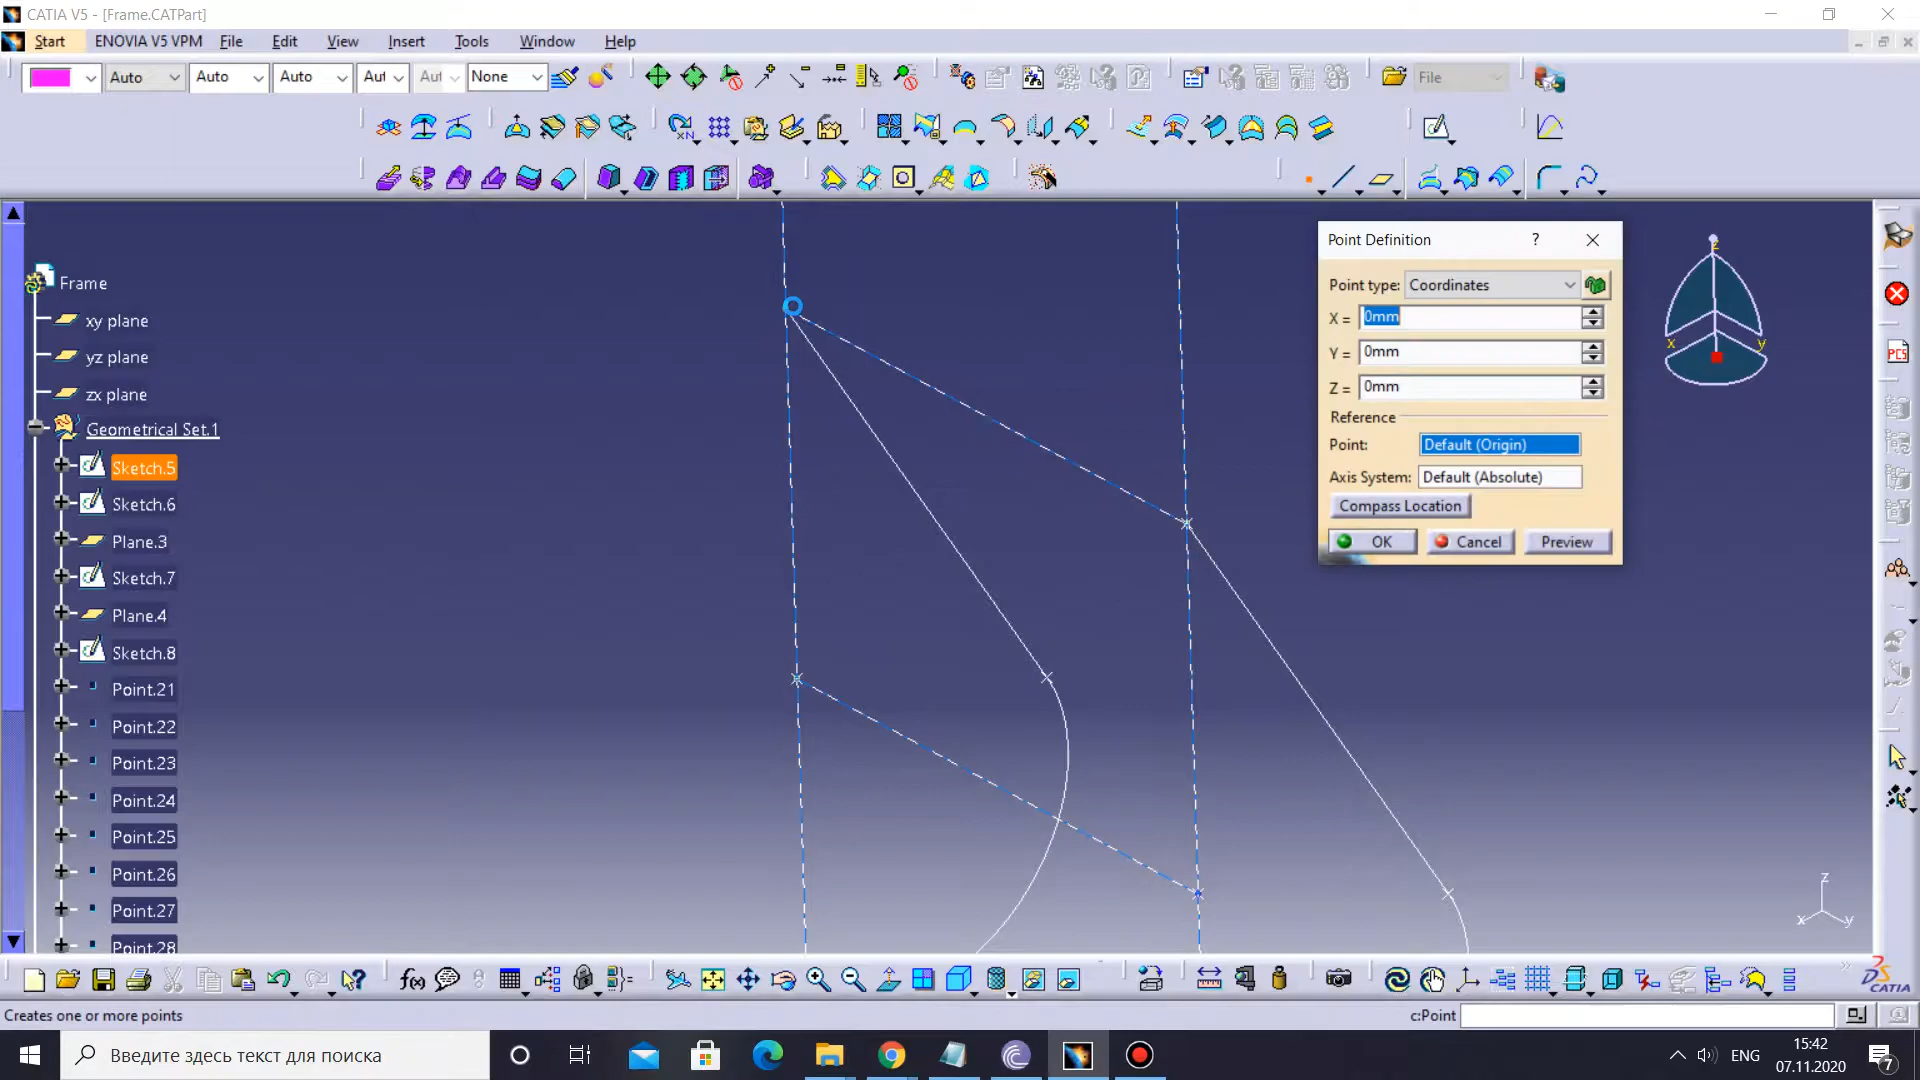 CATIA V5 - [Frame.CATPart]
Start ENOVIA V5 VPM File Edit View Insert Tools Window Help
Auto Auto Auto Aut Aut None File
Point Definition ?
Point type: Coordinates
X = 0mm
Y = 0mm
Z = 0mm
Reference
Point: Default (Origin)
Axis System: Default (Absolute)
Compass Location
OK Cancel Preview
z
x y
PCS
Frame
xy plane
yz plane
zx plane
Geometrical Set.1
Sketch.5
Sketch.6
Plane.3
Sketch.7
Plane.4
Sketch.8
Point.21
Point.22
Point.23
Point.24
Point.25
Point.26
Point.27
Point.28
z
x y
f(x)
CATIA
Creates one or more points c:Point
Введите здесь текст для поиска
ENG
15:42
07.11.2020
7